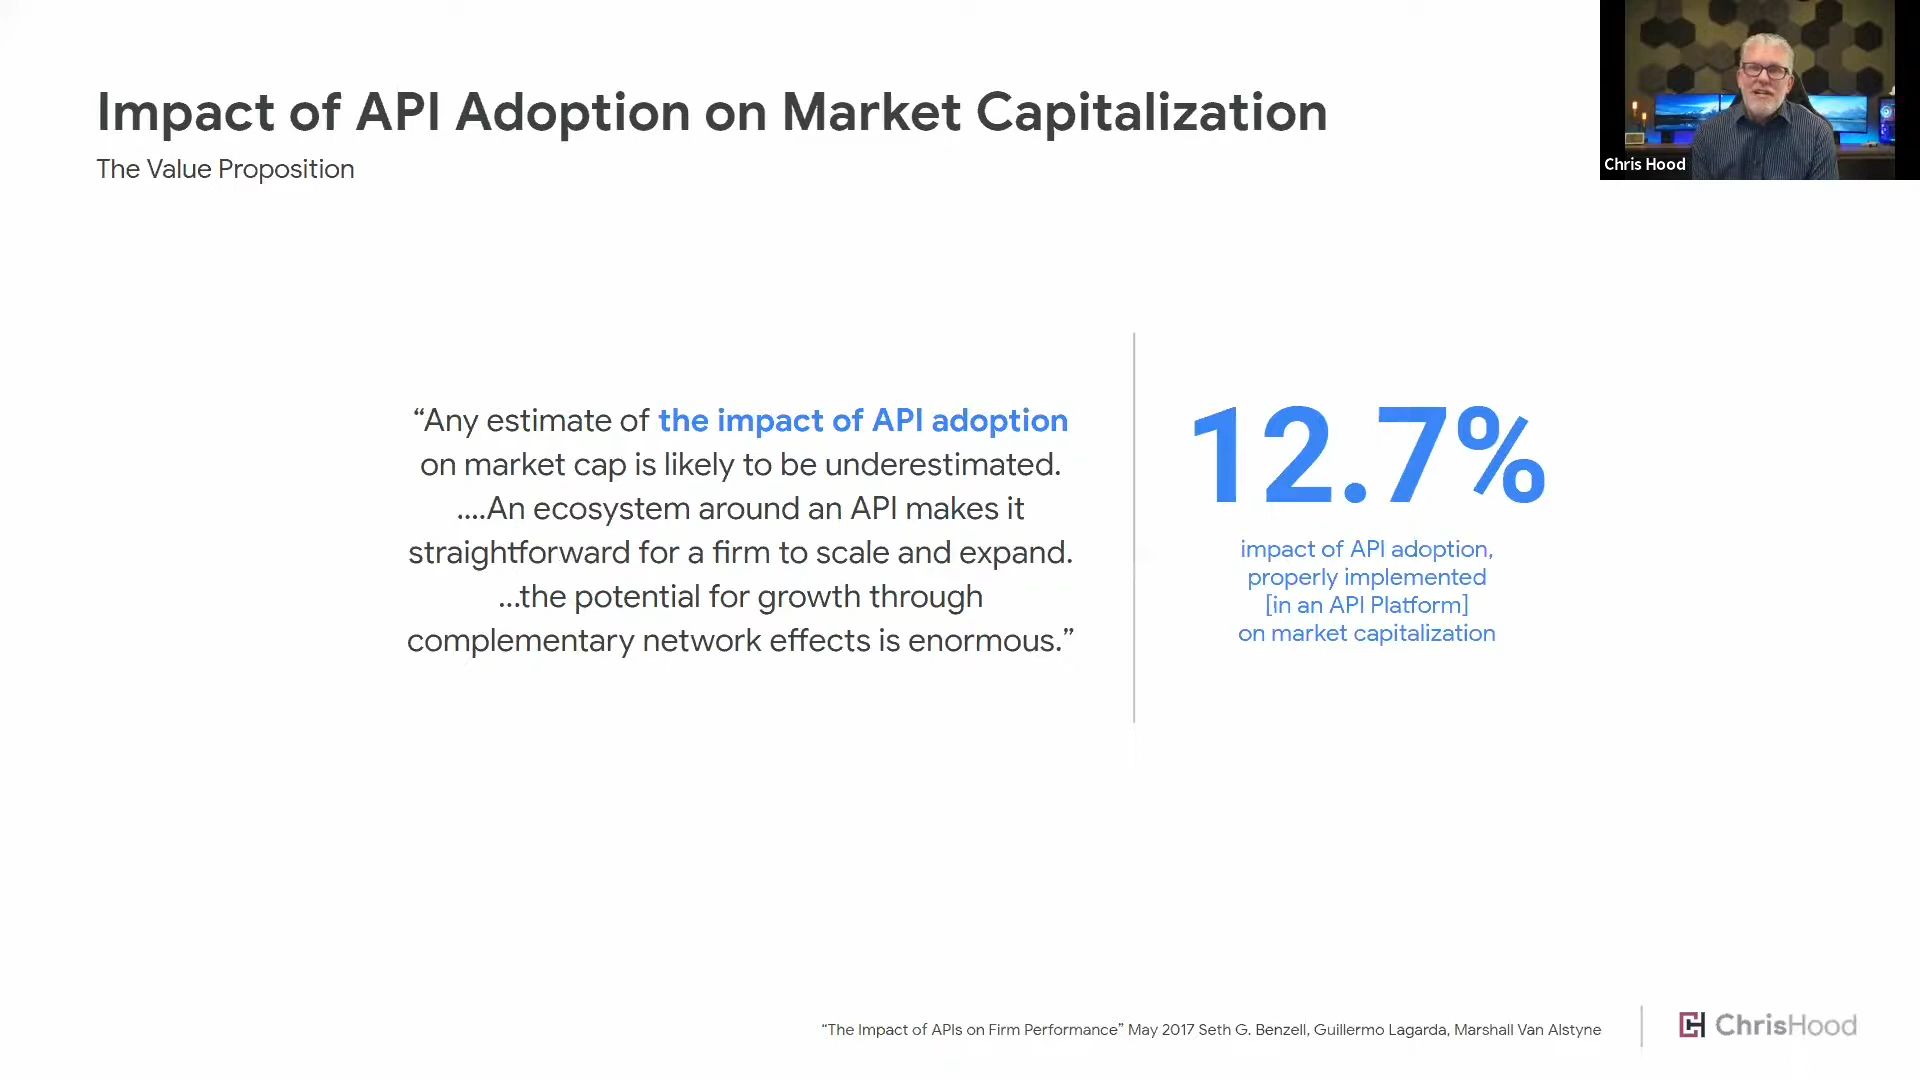 Impact of API Adoption on Market Capitalization
The Value Proposition
Chris Hood
“Any estimate of the impact of API adoption
on market cap is likely to be underestimated.
....An ecosystem around an API makes it
straightforward for a firm to scale and expand.
...the potential for growth through
complementary network effects is enormous.”
12.7%
impact of API adoption,
properly implemented
[in an API Platform]
on market capitalization
“The Impact of APIs on Firm Performance” May 2017 Seth G. Benzell, Guillermo Lagarda, Marshall Van Alstyne
ChrisHood